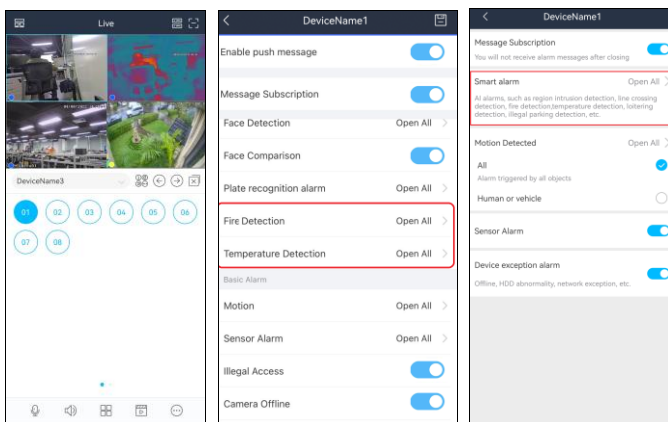 Live
DeviceName3
01
02
03
04
05
06
07
08
DeviceName1
Enable push message
Message Subscription
Face Detection
Open All
Face Comparison
Plate recognition alarm
Open All
Fire Detection
Open All
Temperature Detection
Open All
Basic Alarm
Motion
Open All
Sensor Alarm
Open All
Illegal Access
Camera Offline
DeviceName1
Message Subscription
You will not receive alarm messages after closing
Smart alarm
Open All
AI alarms, such as region intrusion detection, line crossing
detection, fire detection,temperature detection, loitering
detection, illegal parking detection, etc.
Motion Detected
Open All
All
Alarm triggered by all objects
Human or vehicle
Sensor Alarm
Device exception alarm
Offline, HDD abnormality, network exception, etc.